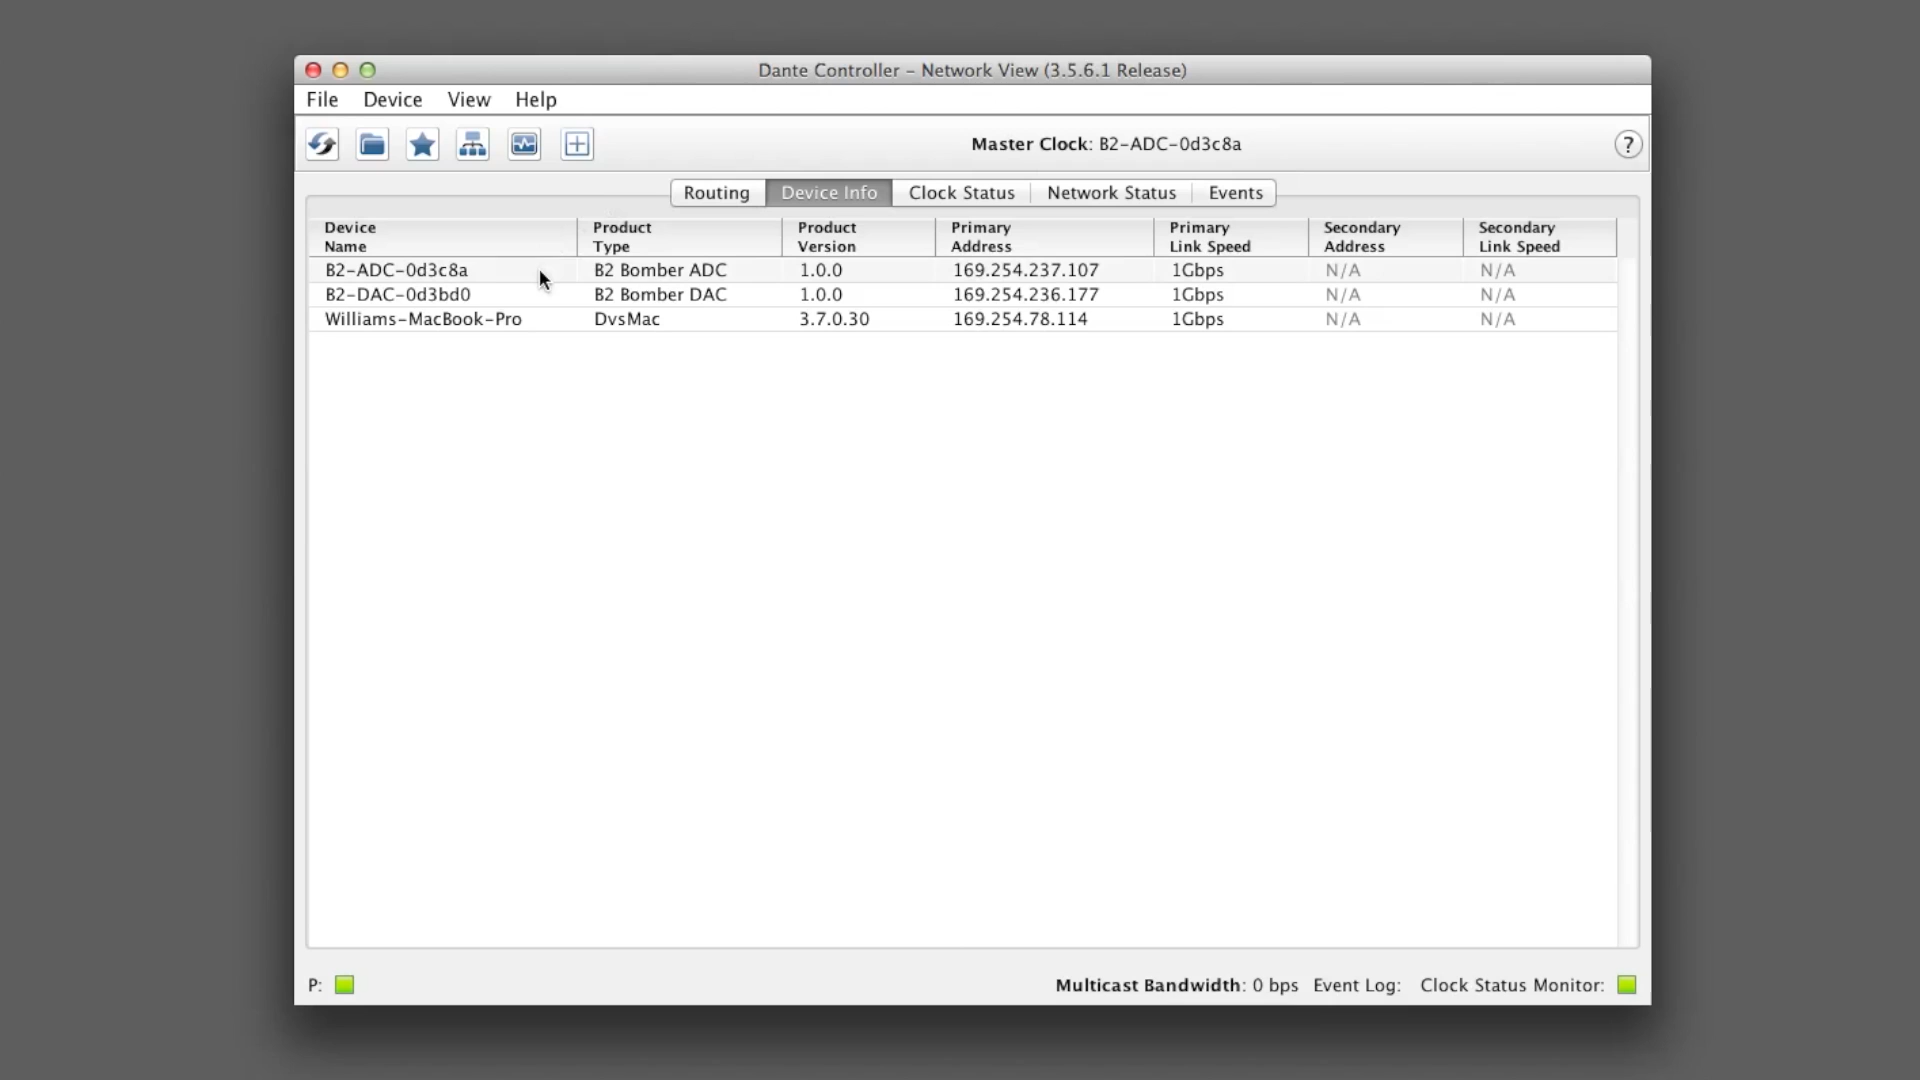 Dante Controller – Network View (3.5.6.1 Release)
File Device View Help
Master Clock: B2-ADC-0d3c8a
?
Routing Device Info Clock Status Network Status Events
Device Name Product Type Product Version Primary Address Primary Link Speed Secondary Address Secondary Link Speed
B2-ADC-0d3c8a B2 Bomber ADC 1.0.0 169.254.237.107 1Gbps N/A N/A
B2-DAC-0d3bd0 B2 Bomber DAC 1.0.0 169.254.236.177 1Gbps N/A N/A
Williams-MacBook-Pro DvsMac 3.7.0.30 169.254.78.114 1Gbps N/A N/A
P: Multicast Bandwidth: 0 bps Event Log: Clock Status Monitor: